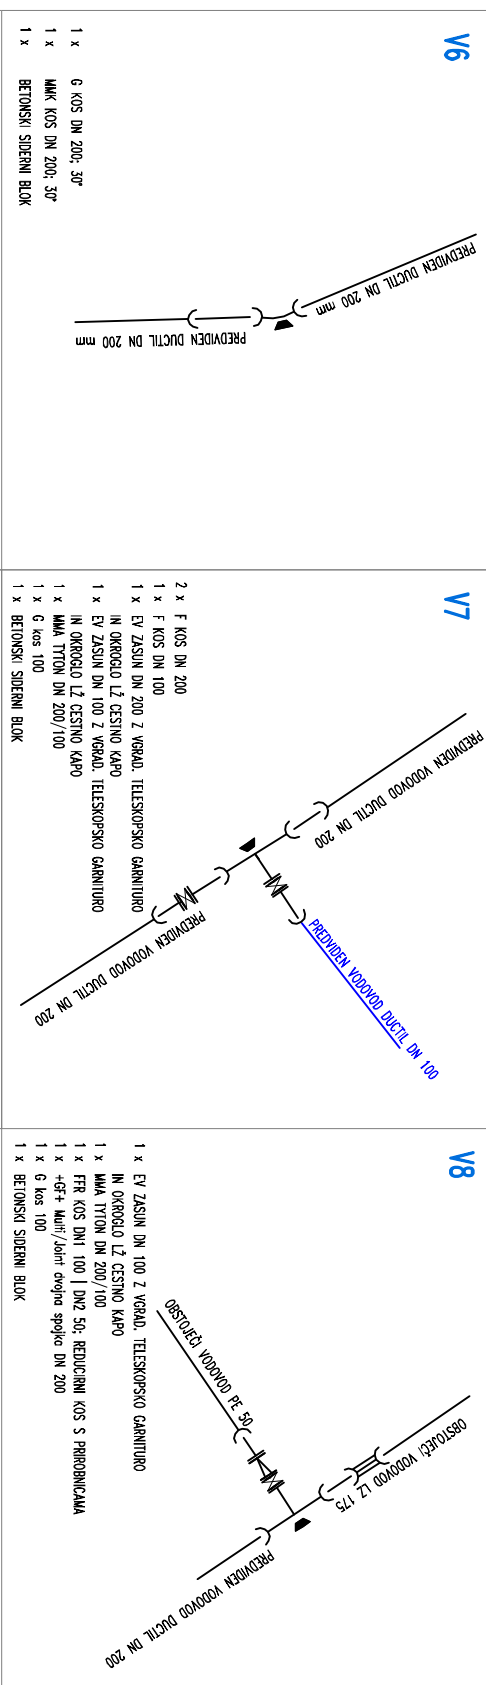 V6
PREDVIDEN DUCTIL DN 200 mm
PREDVIDEN DUCTIL DN 200 mm
1 x G KOS DN 200; 30°
1 x MMK KOS DN 200; 30°
1 x BETONSKI SIDERNI BLOK
V7
PREDVIDEN VODOVOD DUCTIL DN 200
PREDVIDEN VODOVOD DUCTIL DN 100
PREDVIDEN VODOVOD DUCTIL DN 200
2 x F KOS DN 200
1 x F KOS DN 100
1 x EV ZASUN DN 200 Z VGRAD. TELESKOPSKO GARNITURO
IN OKROGLO LŽ CESTNO KAPO
1 x EV ZASUN DN 100 Z VGRAD. TELESKOPSKO GARNITURO
IN OKROGLO LŽ CESTNO KAPO
1 x MMA TYTON DN 200/100
1 x G kos 100
1 x BETONSKI SIDERNI BLOK
V8
OBSTOJEČI VODOVOD LZ 175
OBSTOJEČI VODOVOD PE 50
PREDVIDEN VODOVOD DUCTIL DN 200
1 x EV ZASUN DN 100 Z VGRAD. TELESKOPSKO GARNITURO
IN OKROGLO LŽ CESTNO KAPO
1 x MMA TYTON DN 200/100
1 x FFR KOS DN1 100 | DN2 50; REDUCIRNI KOS S PRIROBNICAMA
1 x +GF+ Multi/Joint dvojna spojka DN 200
1 x G kos 100
1 x BETONSKI SIDERNI BLOK